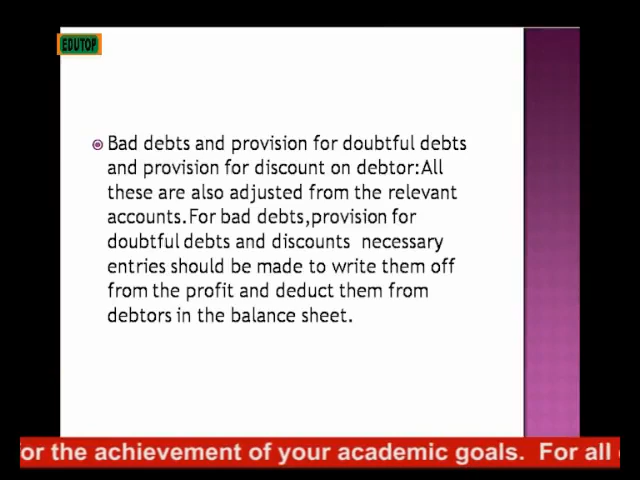 EDUTOP
Bad debts and provision for doubtful debts
and provision for discount on debtor:All
these are also adjusted from the relevant
accounts.For bad debts,provision for
doubtful debts and discounts necessary
entries should be made to write them off
from the profit and deduct them from
debtors in the balance sheet.
or the achievement of your academic goals. For all